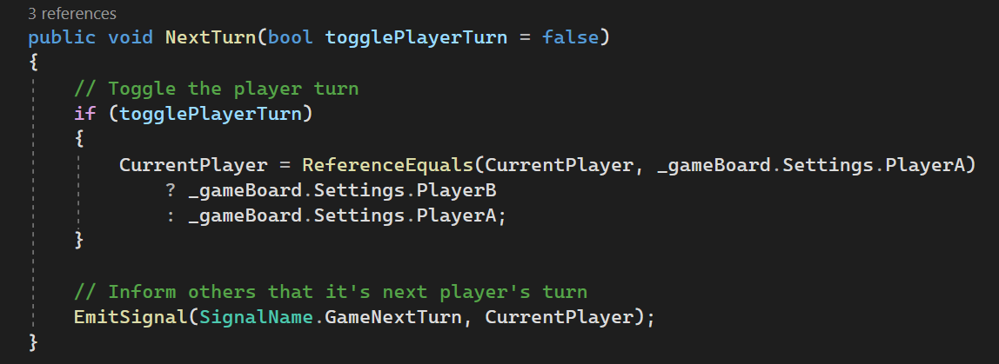 3 references
public void NextTurn(bool togglePlayerTurn = false)
{
    // Toggle the player turn
    if (togglePlayerTurn)
    {
        CurrentPlayer = ReferenceEquals(CurrentPlayer, _gameBoard.Settings.PlayerA)
            ? _gameBoard.Settings.PlayerB
            : _gameBoard.Settings.PlayerA;
    }

    // Inform others that it's next player's turn
    EmitSignal(SignalName.GameNextTurn, CurrentPlayer);
}